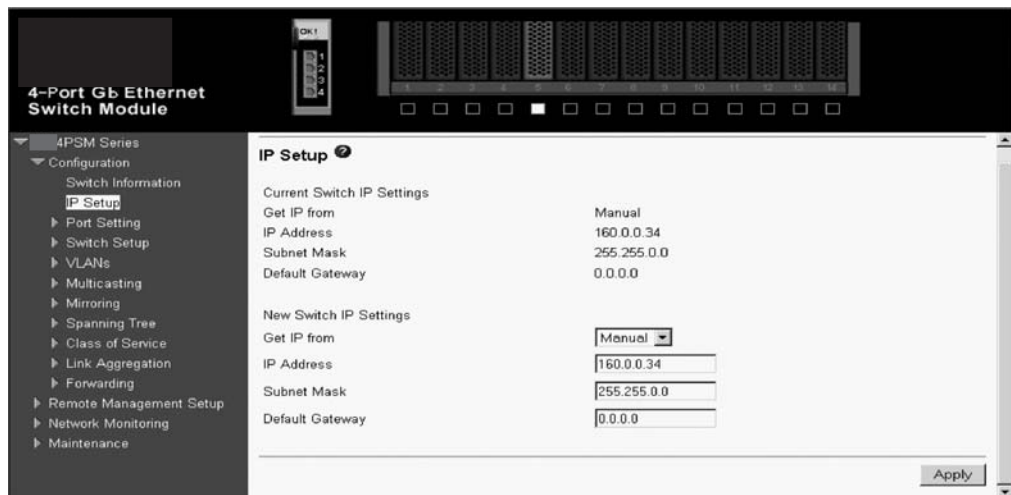 OK!
1
2
3
4
1 2 3 4 5 6 7 8 9 10 11 12 13 14
4-Port Gb Ethernet
Switch Module
4PSM Series
Configuration
Switch Information
IP Setup
Port Setting
Switch Setup
VLANs
Multicasting
Mirroring
Spanning Tree
Class of Service
Link Aggregation
Forwarding
Remote Management Setup
Network Monitoring
Maintenance
IP Setup ?
Current Switch IP Settings
Get IP from Manual
IP Address 160.0.0.34
Subnet Mask 255.255.0.0
Default Gateway 0.0.0.0
New Switch IP Settings
Get IP from Manual
IP Address 160.0.0.34
Subnet Mask 255.255.0.0
Default Gateway 0.0.0.0
Apply